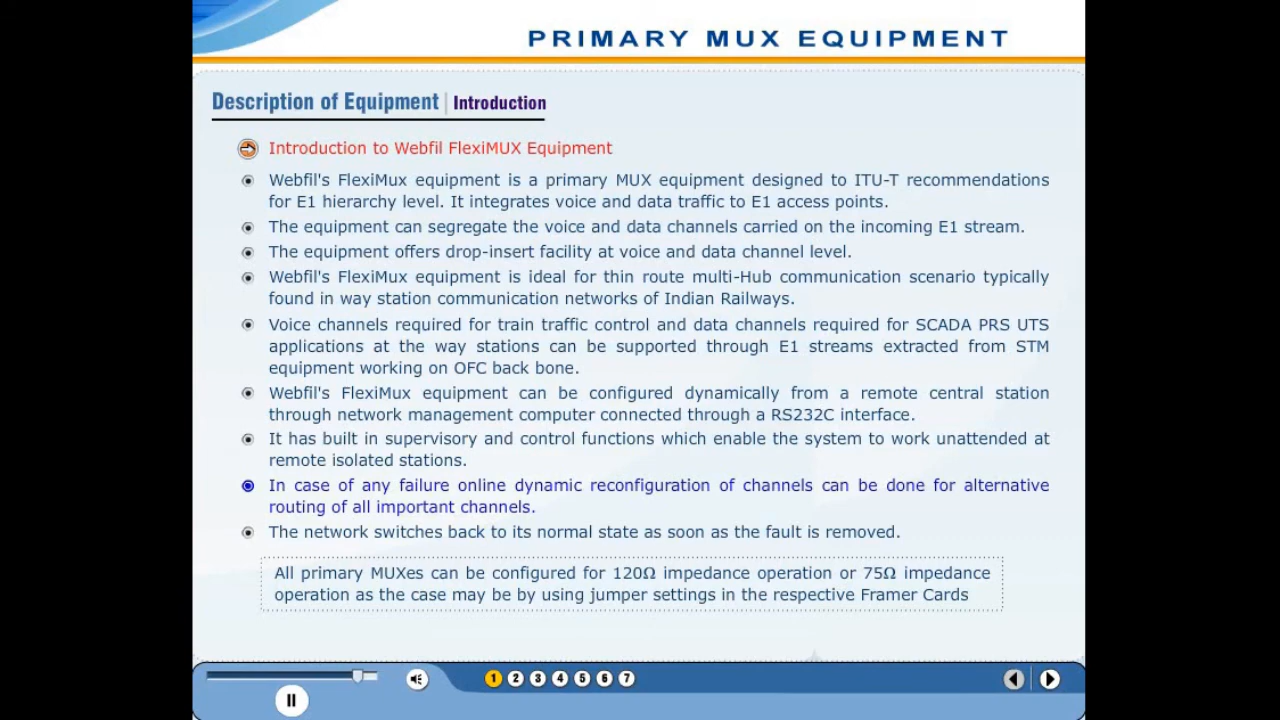 PRIMARY MUX EQUIPMENT
Description of Equipment | Introduction
Introduction to Webfil FlexiMUX Equipment
Webfil's FlexiMux equipment is a primary MUX equipment designed to ITU-T recommendations
for E1 hierarchy level. It integrates voice and data traffic to E1 access points.
The equipment can segregate the voice and data channels carried on the incoming E1 stream.
The equipment offers drop-insert facility at voice and data channel level.
Webfil's FlexiMux equipment is ideal for thin route multi-Hub communication scenario typically
found in way station communication networks of Indian Railways.
Voice channels required for train traffic control and data channels required for SCADA PRS UTS
applications at the way stations can be supported through E1 streams extracted from STM
equipment working on OFC back bone.
Webfil's FlexiMux equipment can be configured dynamically from a remote central station
through network management computer connected through a RS232C interface.
It has built in supervisory and control functions which enable the system to work unattended at
remote isolated stations.
In case of any failure online dynamic reconfiguration of channels can be done for alternative
routing of all important channels.
The network switches back to its normal state as soon as the fault is removed.
All primary MUXes can be configured for 120Ω impedance operation or 75Ω impedance
operation as the case may be by using jumper settings in the respective Framer Cards
1 2 3 4 5 6 7